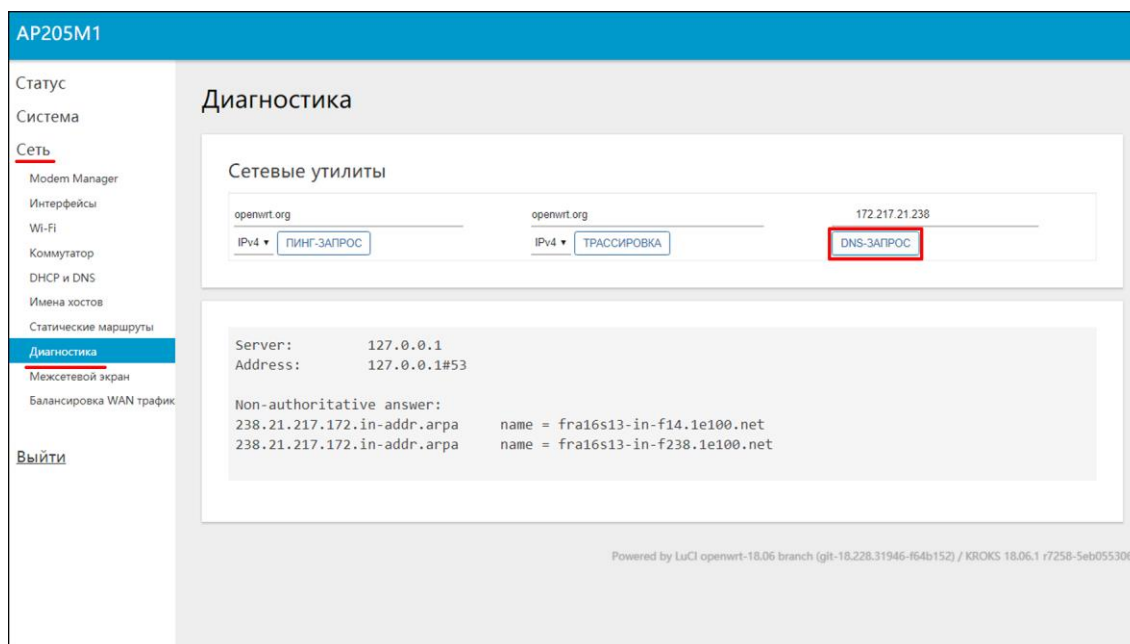 AP205M1
Статус
Система
Сеть
Modem Manager
Интерфейсы
Wi-Fi
Коммутатор
DHCP и DNS
Имена хостов
Статические маршруты
Диагностика
Межсетевой экран
Балансировка WAN трафик
Выйти
Диагностика
Сетевые утилиты
openwrt.org openwrt.org 172.217.21.238
IPv4 ▾ ПИНГ-ЗАПРОС IPv4 ▾ ТРАССИРОВКА DNS-ЗАПРОС
Server: 127.0.0.1
Address: 127.0.0.1#53
Non-authoritative answer:
238.21.217.172.in-addr.arpa name = fra16s13-in-f14.1e100.net
238.21.217.172.in-addr.arpa name = fra16s13-in-f238.1e100.net
Powered by LuCI openwrt-18.06 branch (git-18.228.31946-f64b152) / KROKS 18.06.1 r7258-5eb055306